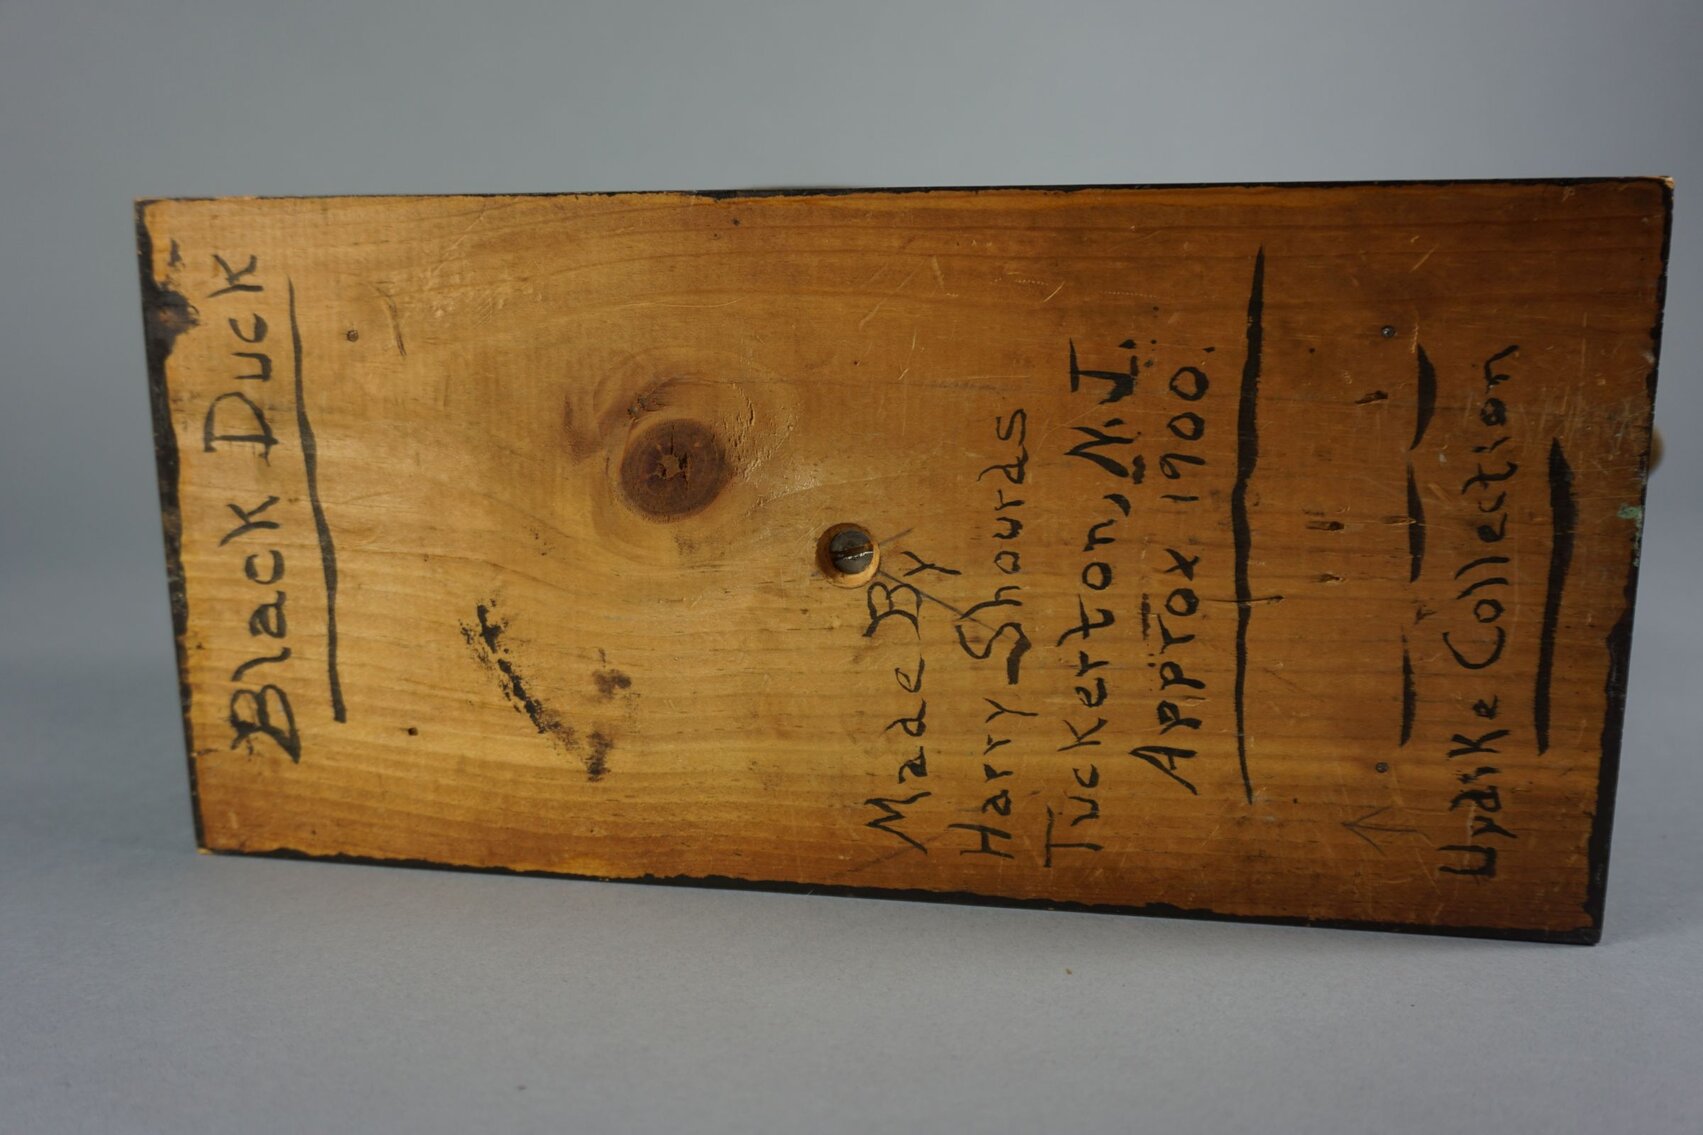 Black Duck
Made By
Harry Shourds
Tuckerton, N.J.
Approx 1900.
Updike Collection